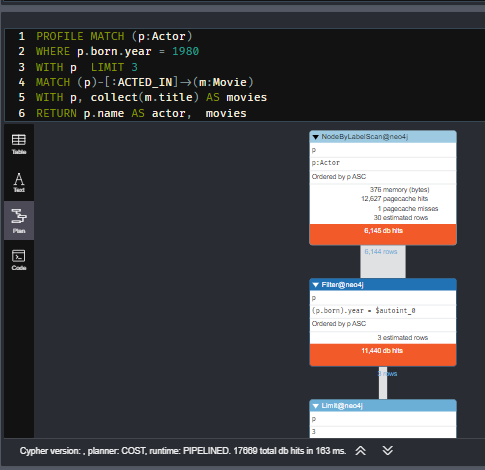 1 PROFILE MATCH (p:Actor)
2 WHERE p.born.year = 1980
3 WITH p  LIMIT 3
4 MATCH (p)-[:ACTED_IN]→(m:Movie)
5 WITH p, collect(m.title) AS movies
6 RETURN p.name AS actor,  movies
Table
Text
Plan
Code
NodeByLabelScan@neo4j
p
p:Actor
Ordered by p ASC
376 memory (bytes)
12,627 pagecache hits
1 pagecache misses
30 estimated rows
6,145 db hits
6,144 rows
Filter@neo4j
p
(p.born).year = $autoint_0
Ordered by p ASC
3 estimated rows
11,440 db hits
rows
Limit@neo4j
p
3
Cypher version: , planner: COST, runtime: PIPELINED. 17669 total db hits in 163 ms.